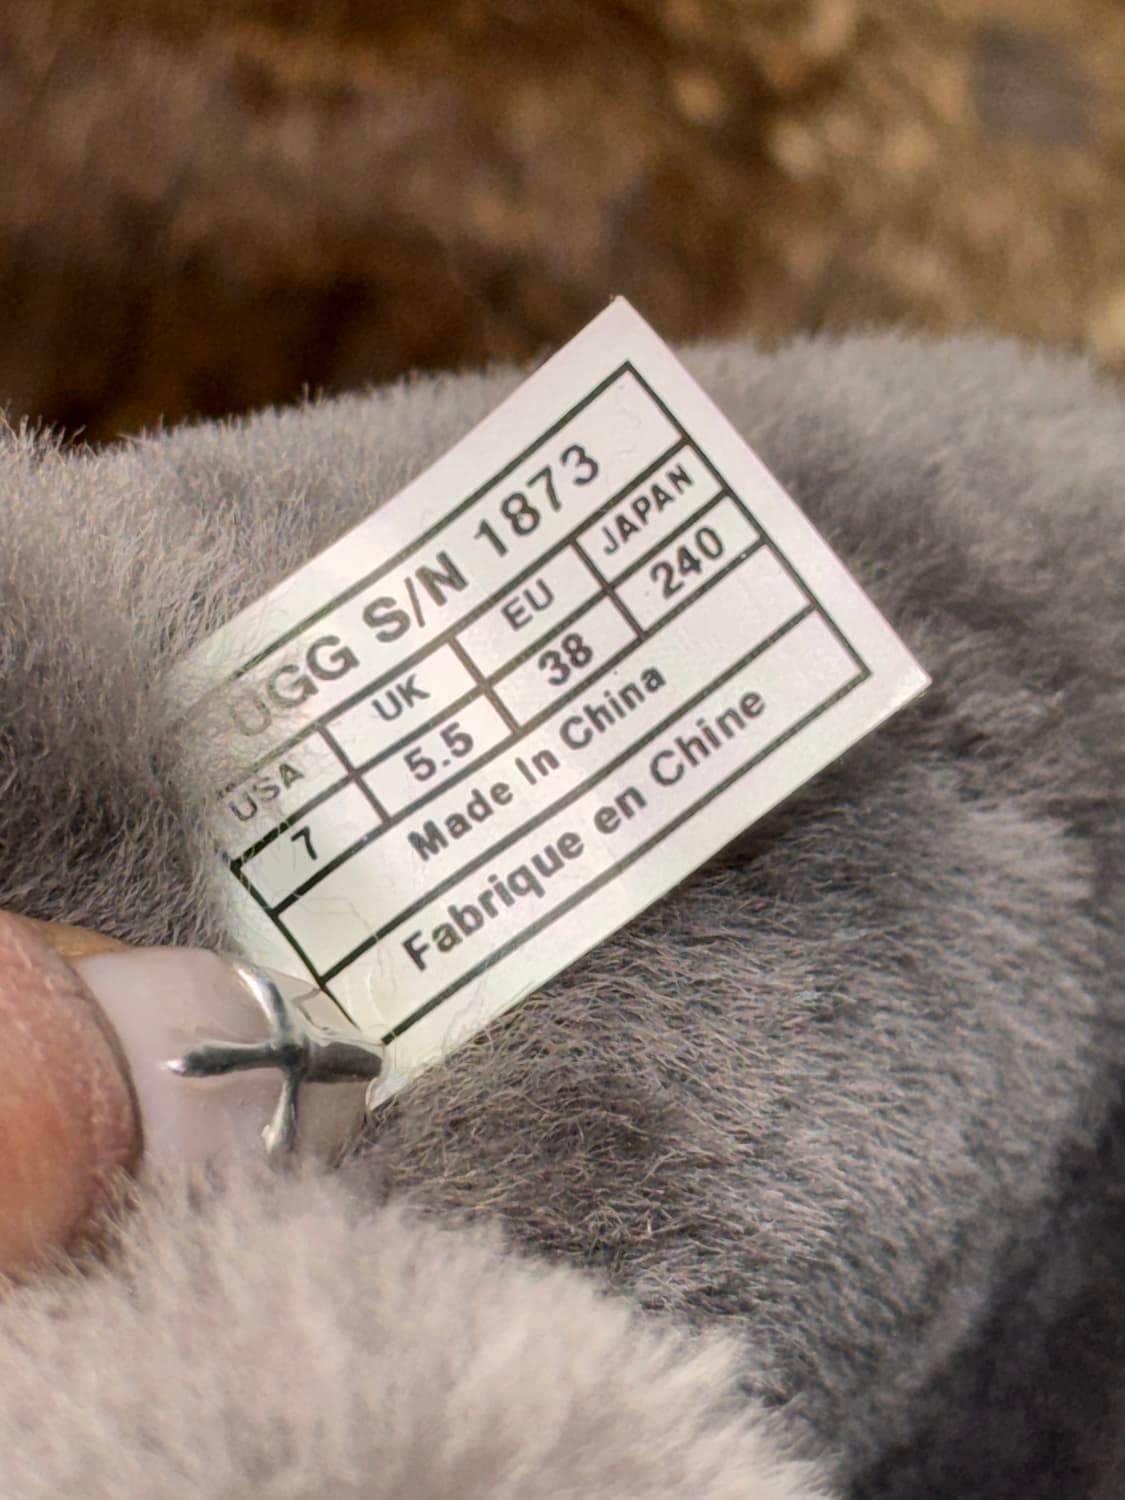 UGG S/N 1873
USA UK EU JAPAN
7 5.5 38 240
Made In China
Fabrique en Chine